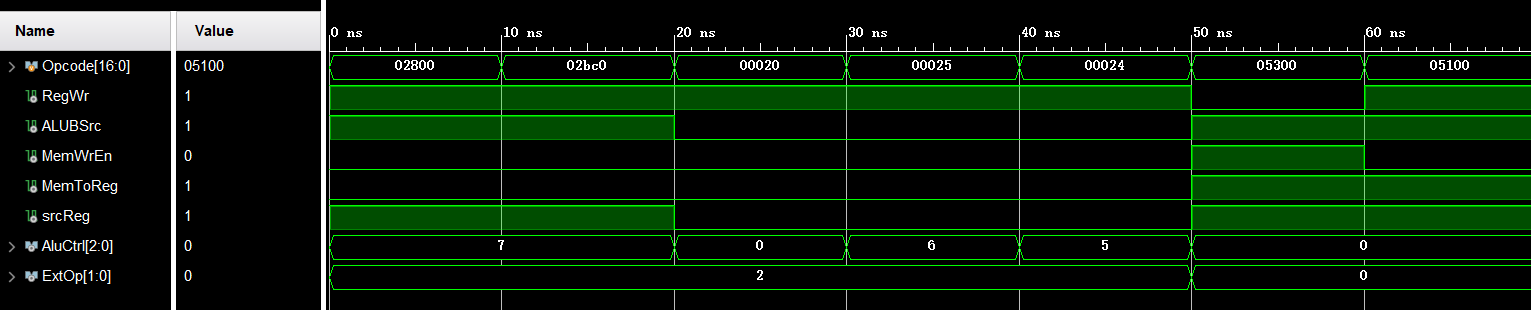 Name Value 0 ns 10 ns 20 ns 30 ns 40 ns 50 ns 60 ns
Opcode[16:0] 05100 02800 02bc0 00020 00025 00024 05300 05100
RegWr 1
ALUBSrc 1
MemWrEn 0
MemToReg 1
srcReg 1
AluCtrl[2:0] 0 7 0 6 5 0
ExtOp[1:0] 0 2 0